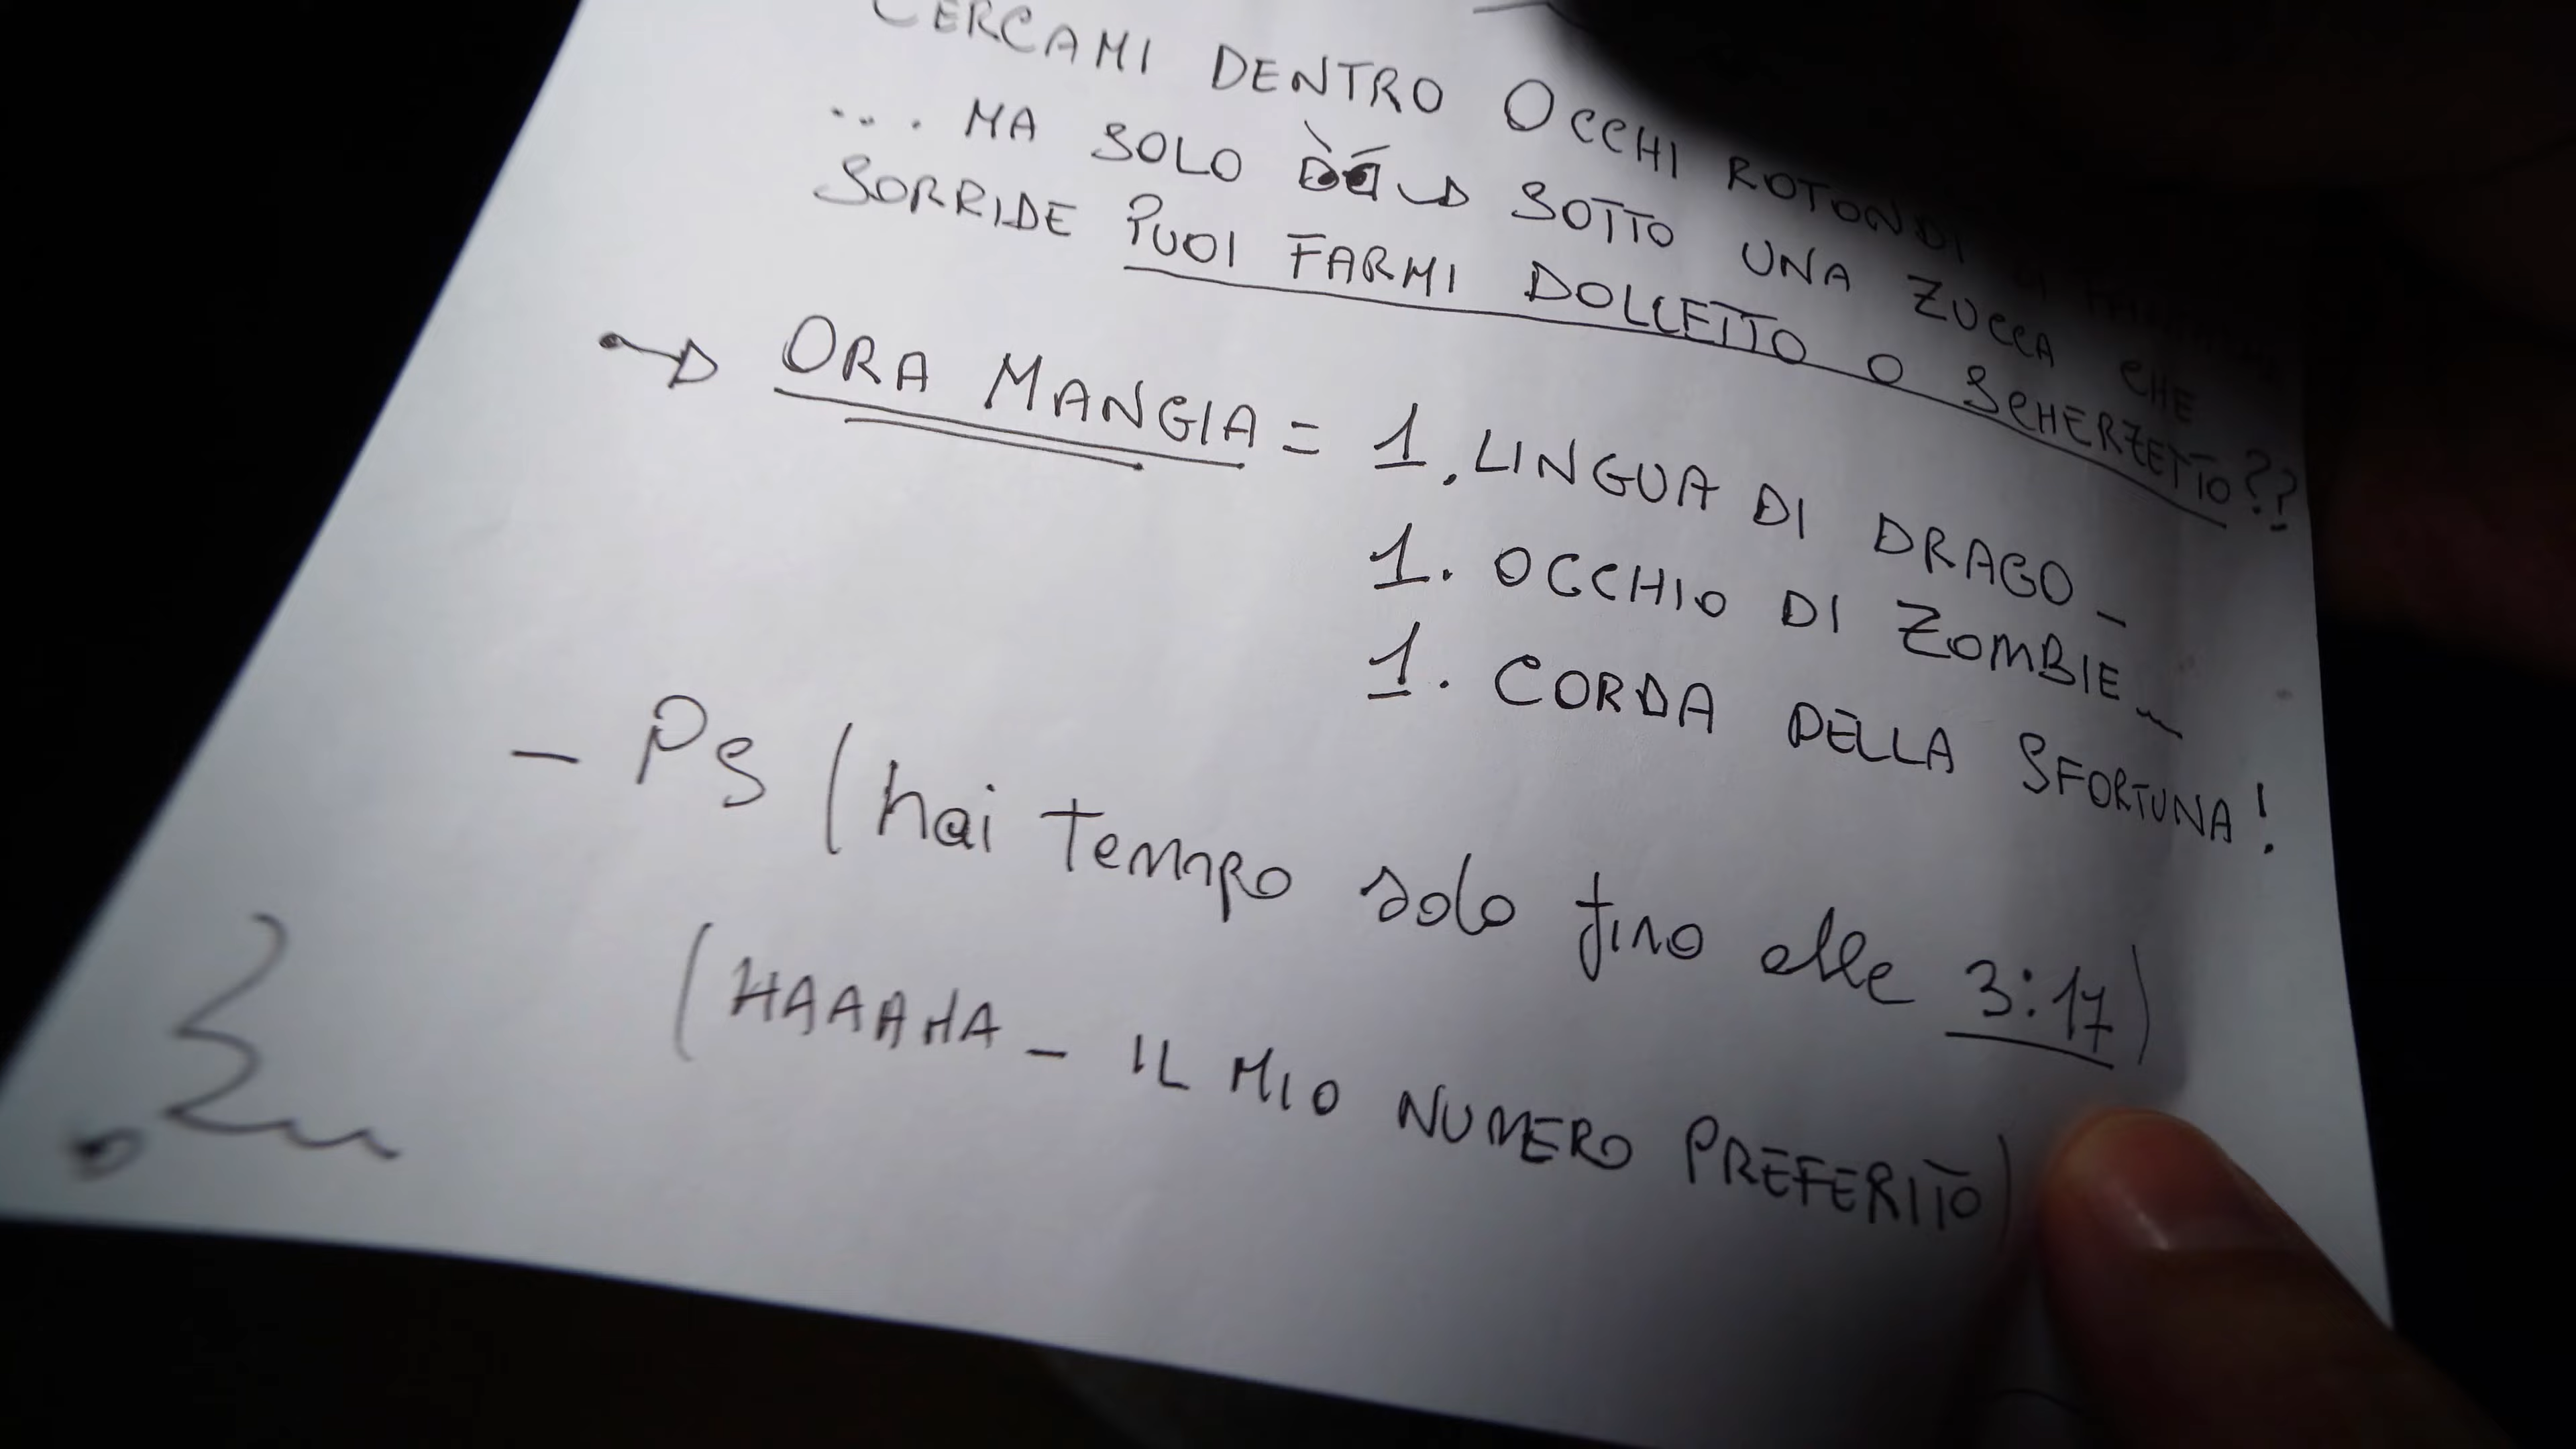 CERCAMI DENTRO OCCHI ROTONDI
... MA SOLO SOTTO UNA ZUCCA CHE
SORRIDE PUOI FARMI DOLCETTO O SCHERZETTO??
ORA MANGIA = 1. LINGUA DI DRAGO -
1. OCCHIO DI ZOMBIE -
1. CORDA DELLA SFORTUNA!
- PS (hai tempo solo fino alle 3:17)
(HAAAHA - IL MIO NUMERO PREFERITO)